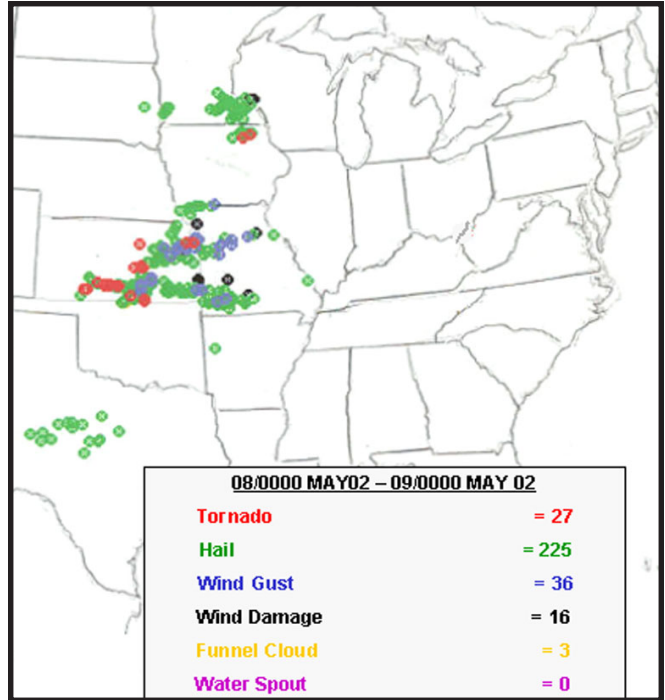 08/0000 MAY02 – 09/0000 MAY 02
Tornado = 27
Hail = 225
Wind Gust = 36
Wind Damage = 16
Funnel Cloud = 3
Water Spout = 0